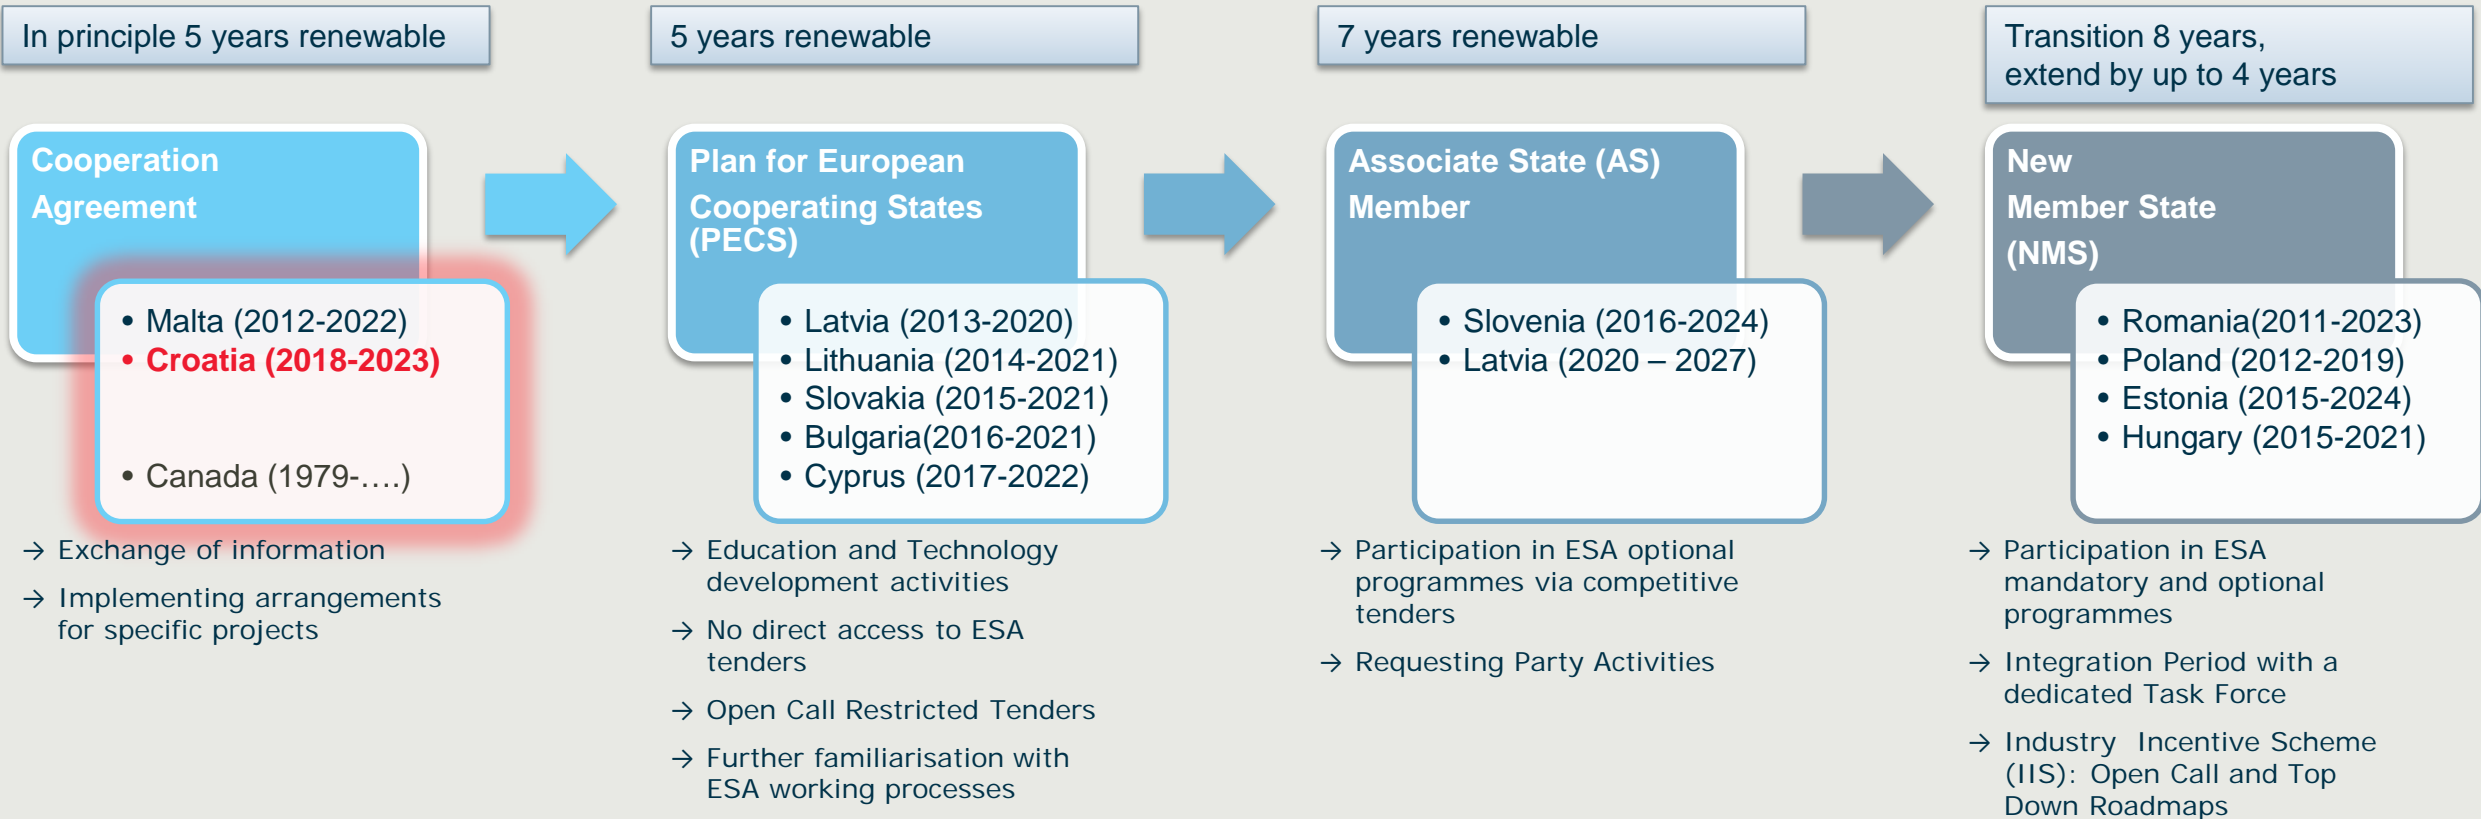 In principle 5 years renewable
Cooperation
Agreement
• Malta (2012-2022)
• Croatia (2018-2023)
• Canada (1979-....)
→ Exchange of information
→ Implementing arrangements
for specific projects
5 years renewable
Plan for European
Cooperating States
(PECS)
• Latvia (2013-2020)
• Lithuania (2014-2021)
• Slovakia (2015-2021)
• Bulgaria(2016-2021)
• Cyprus (2017-2022)
→ Education and Technology
development activities
→ No direct access to ESA
tenders
→ Open Call Restricted Tenders
→ Further familiarisation with
ESA working processes
7 years renewable
Associate State (AS)
Member
• Slovenia (2016-2024)
• Latvia (2020 – 2027)
→ Participation in ESA optional
programmes via competitive
tenders
→ Requesting Party Activities
Transition 8 years,
extend by up to 4 years
New
Member State
(NMS)
• Romania(2011-2023)
• Poland (2012-2019)
• Estonia (2015-2024)
• Hungary (2015-2021)
→ Participation in ESA
mandatory and optional
programmes
→ Integration Period with a
dedicated Task Force
→ Industry Incentive Scheme
(IIS): Open Call and Top
Down Roadmaps